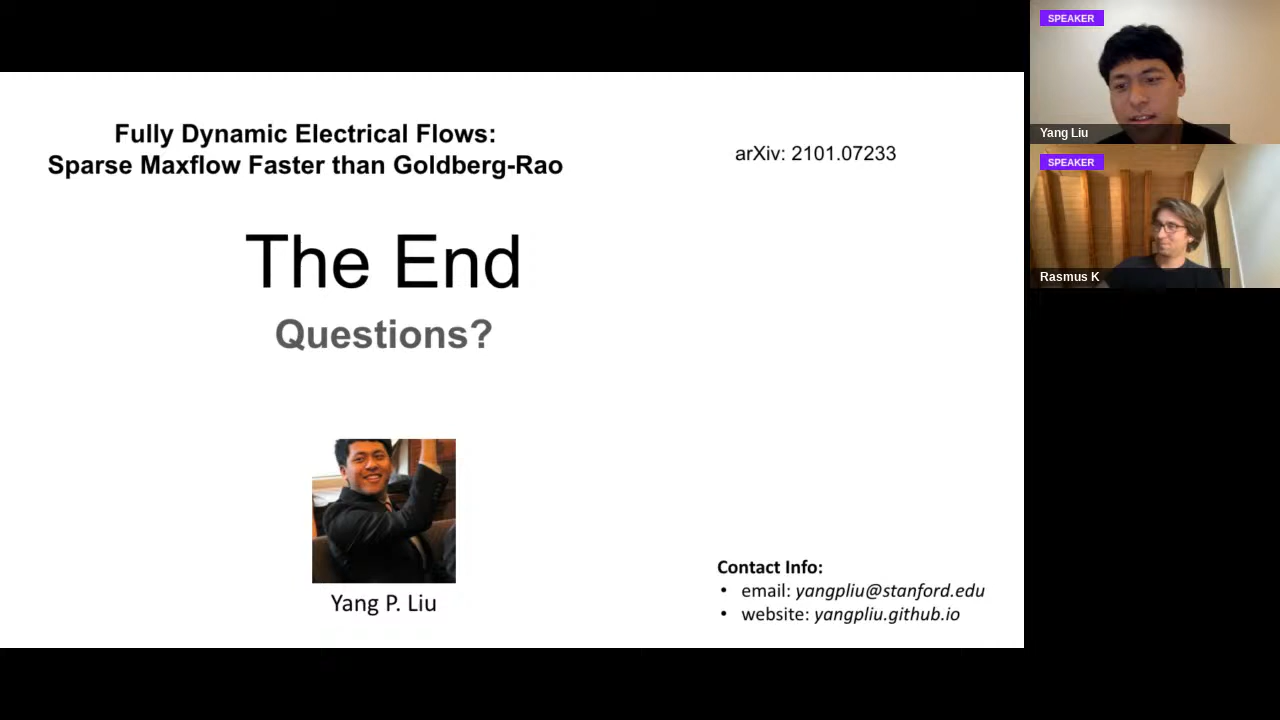 Fully Dynamic Electrical Flows:
Sparse Maxflow Faster than Goldberg-Rao
arXiv: 2101.07233
The End
Questions?
Yang P. Liu
Contact Info:
• email: yangpliu@stanford.edu
• website: yangpliu.github.io
SPEAKER
Yang Liu
SPEAKER
Rasmus K